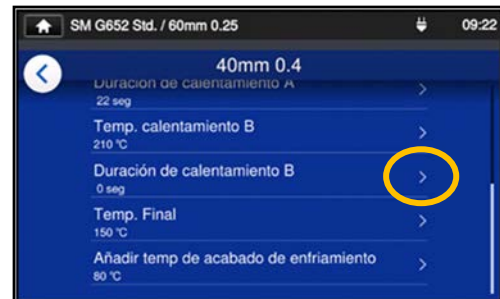 SM G652 Std. / 60mm 0.25
09:22
40mm 0.4
Duración de calentamiento A
22 seg
Temp. calentamiento B
210 °C
Duración de calentamiento B
0 seg
Temp. Final
150 °C
Añadir temp de acabado de enfriamiento
80 °C